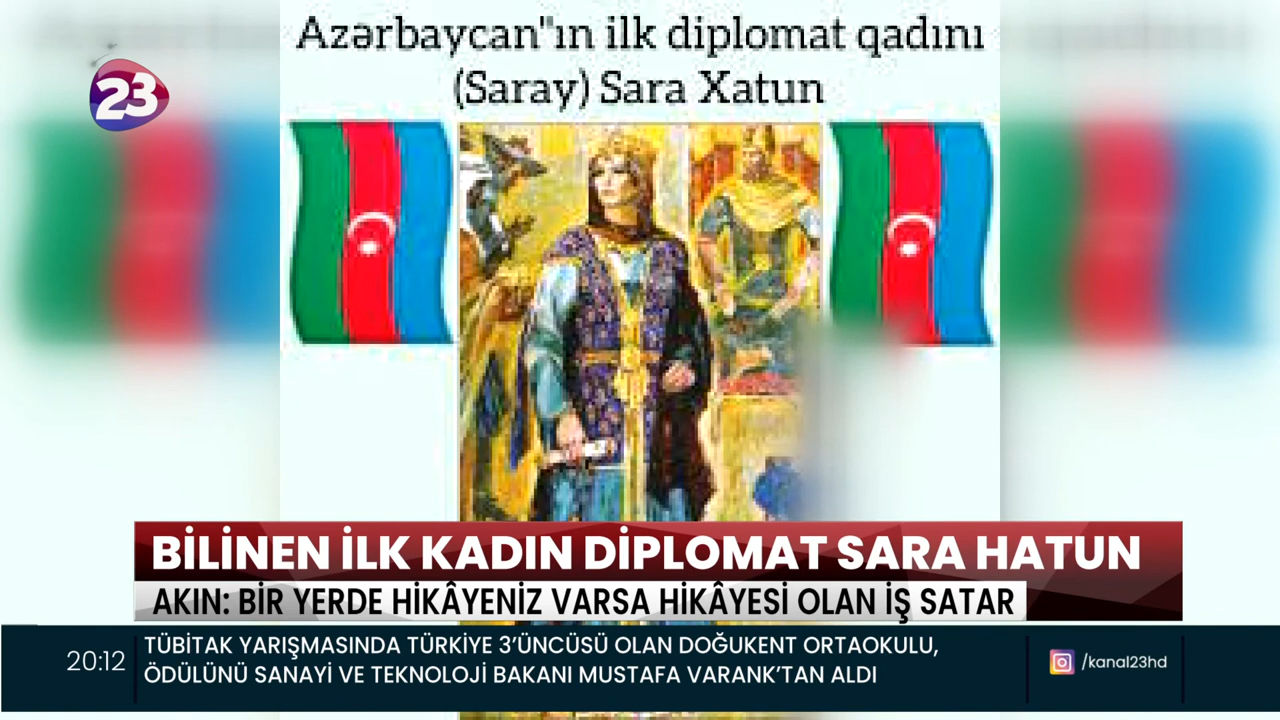 Azərbaycan"ın ilk diplomat qadını
(Saray) Sara Xatun
23
BİLİNEN İLK KADIN DİPLOMAT SARA HATUN
AKIN: BİR YERDE HİKÂYENİZ VARSA HİKÂYESİ OLAN İŞ SATAR
20:12
TÜBİTAK YARIŞMASINDA TÜRKİYE 3’ÜNCÜSÜ OLAN DOĞUKENT ORTAOKULU,
ÖDÜLÜNÜ SANAYİ VE TEKNOLOJİ BAKANI MUSTAFA VARANK’TAN ALDI
/kanal23hd